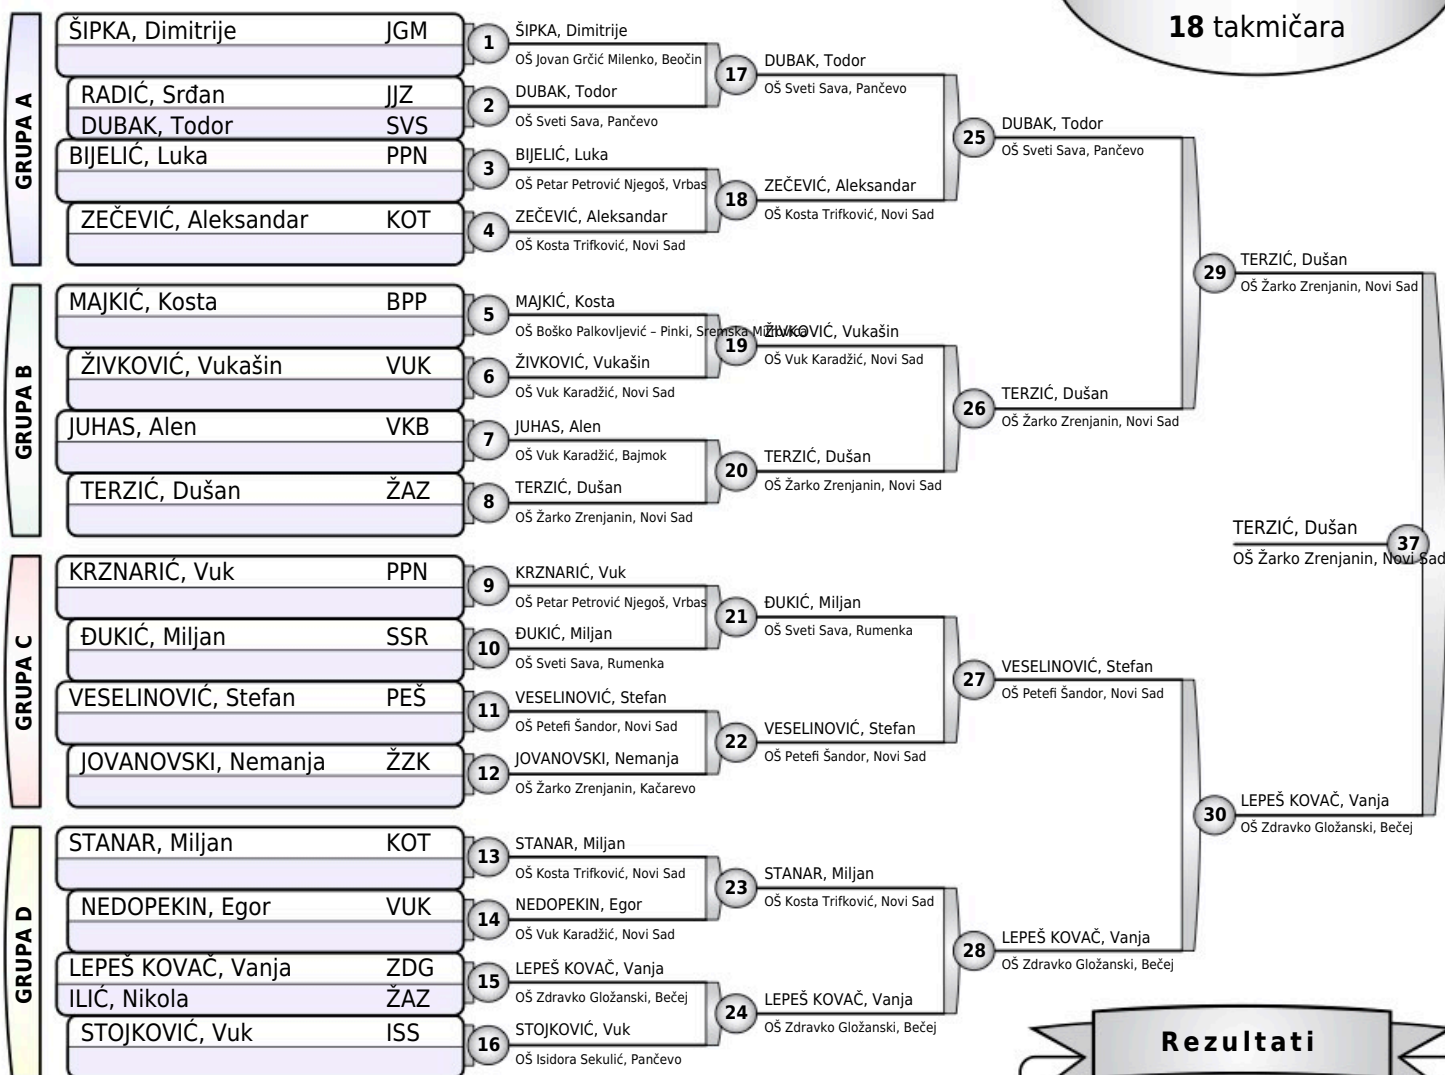 18 takmičara
GRUPA A
ŠIPKA, Dimitrije JGM
RADIĆ, Srđan JJZ
DUBAK, Todor SVS
BIJELIĆ, Luka PPN
ZEČEVIĆ, Aleksandar KOT
GRUPA B
MAJKIĆ, Kosta BPP
ŽIVKOVIĆ, Vukašin VUK
JUHAS, Alen VKB
TERZIĆ, Dušan ŽAZ
GRUPA C
KRZNARIĆ, Vuk PPN
ĐUKIĆ, Miljan SSR
VESELINOVIĆ, Stefan PEŠ
JOVANOVSKI, Nemanja ŽZK
GRUPA D
STANAR, Miljan KOT
NEDOPEKIN, Egor VUK
LEPEŠ KOVAČ, Vanja ZDG
ILIĆ, Nikola ŽAZ
STOJKOVIĆ, Vuk ISS
1 ŠIPKA, Dimitrije
OŠ Jovan Grčić Milenko, Beočin
2 DUBAK, Todor
OŠ Sveti Sava, Pančevo
3 BIJELIĆ, Luka
OŠ Petar Petrović Njegoš, Vrbas
4 ZEČEVIĆ, Aleksandar
OŠ Kosta Trifković, Novi Sad
5 MAJKIĆ, Kosta
OŠ Boško Palkovljević – Pinki, Sremska
6 ŽIVKOVIĆ, Vukašin
OŠ Vuk Karadžić, Novi Sad
7 JUHAS, Alen
OŠ Vuk Karadžić, Bajmok
8 TERZIĆ, Dušan
OŠ Žarko Zrenjanin, Novi Sad
9 KRZNARIĆ, Vuk
OŠ Petar Petrović Njegoš, Vrbas
10 ĐUKIĆ, Miljan
OŠ Sveti Sava, Rumenka
11 VESELINOVIĆ, Stefan
OŠ Petefi Šandor, Novi Sad
12 JOVANOVSKI, Nemanja
OŠ Žarko Zrenjanin, Kačarevo
13 STANAR, Miljan
OŠ Kosta Trifković, Novi Sad
14 NEDOPEKIN, Egor
OŠ Vuk Karadžić, Novi Sad
15 LEPEŠ KOVAČ, Vanja
OŠ Zdravko Gložanski, Bečej
16 STOJKOVIĆ, Vuk
OŠ Isidora Sekulić, Pančevo
17 DUBAK, Todor
OŠ Sveti Sava, Pančevo
18 ZEČEVIĆ, Aleksandar
OŠ Kosta Trifković, Novi Sad
19 ŽIVKOVIĆ, Vukašin
OŠ Vuk Karadžić, Novi Sad
20 TERZIĆ, Dušan
OŠ Žarko Zrenjanin, Novi Sad
21 ĐUKIĆ, Miljan
OŠ Sveti Sava, Rumenka
22 VESELINOVIĆ, Stefan
OŠ Petefi Šandor, Novi Sad
23 STANAR, Miljan
OŠ Kosta Trifković, Novi Sad
24 LEPEŠ KOVAČ, Vanja
OŠ Zdravko Gložanski, Bečej
25 DUBAK, Todor
OŠ Sveti Sava, Pančevo
26 TERZIĆ, Dušan
OŠ Žarko Zrenjanin, Novi Sad
27 VESELINOVIĆ, Stefan
OŠ Petefi Šandor, Novi Sad
28 LEPEŠ KOVAČ, Vanja
OŠ Zdravko Gložanski, Bečej
29 TERZIĆ, Dušan
OŠ Žarko Zrenjanin, Novi Sad
30 LEPEŠ KOVAČ, Vanja
OŠ Zdravko Gložanski, Bečej
TERZIĆ, Dušan 37
OŠ Žarko Zrenjanin, Novi Sad
Rezultati